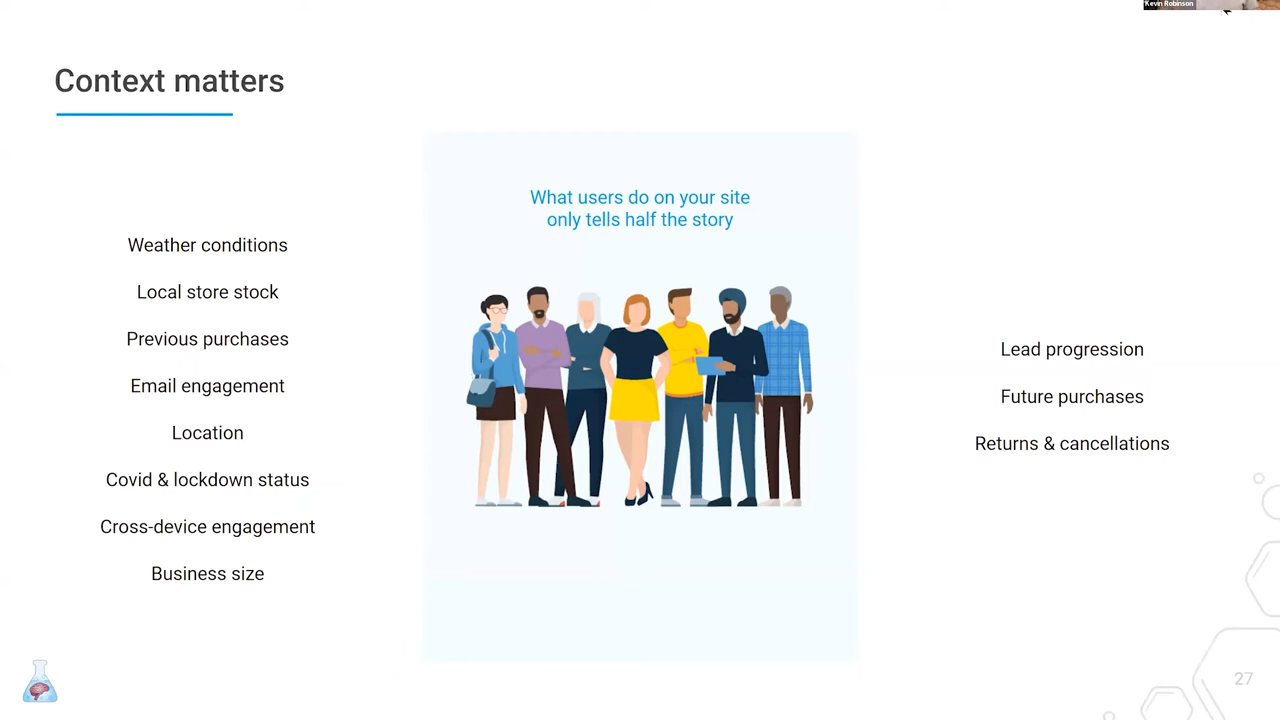 Kevin Robinson
Context matters
What users do on your site
only tells half the story
Weather conditions
Local store stock
Previous purchases
Email engagement
Location
Covid & lockdown status
Cross-device engagement
Business size
Lead progression
Future purchases
Returns & cancellations
27